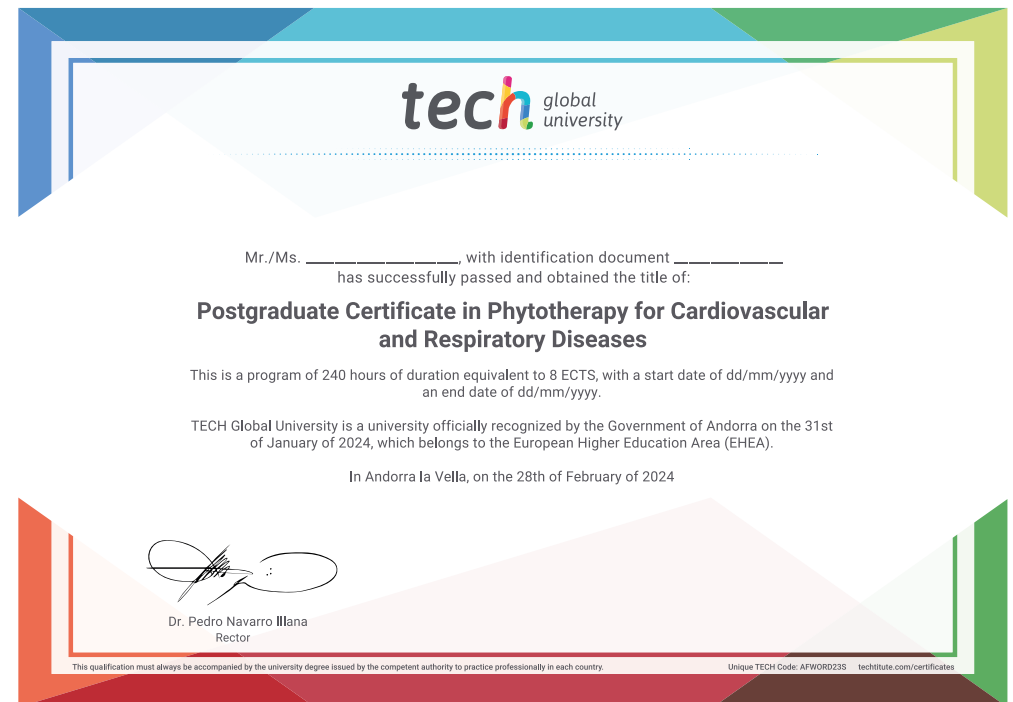 tech global university
Mr./Ms. ______________, with identification document __________
has successfully passed and obtained the title of:
Postgraduate Certificate in Phytotherapy for Cardiovascular
and Respiratory Diseases
This is a program of 240 hours of duration equivalent to 8 ECTS, with a start date of dd/mm/yyyy and
an end date of dd/mm/yyyy.
TECH Global University is a university officially recognized by the Government of Andorra on the 31st
of January of 2024, which belongs to the European Higher Education Area (EHEA).
In Andorra la Vella, on the 28th of February of 2024
Dr. Pedro Navarro Illana
Rector
This qualification must always be accompanied by the university degree issued by the competent authority to practice professionally in each country.
Unique TECH Code: AFWORD23S techtitute.com/certificates